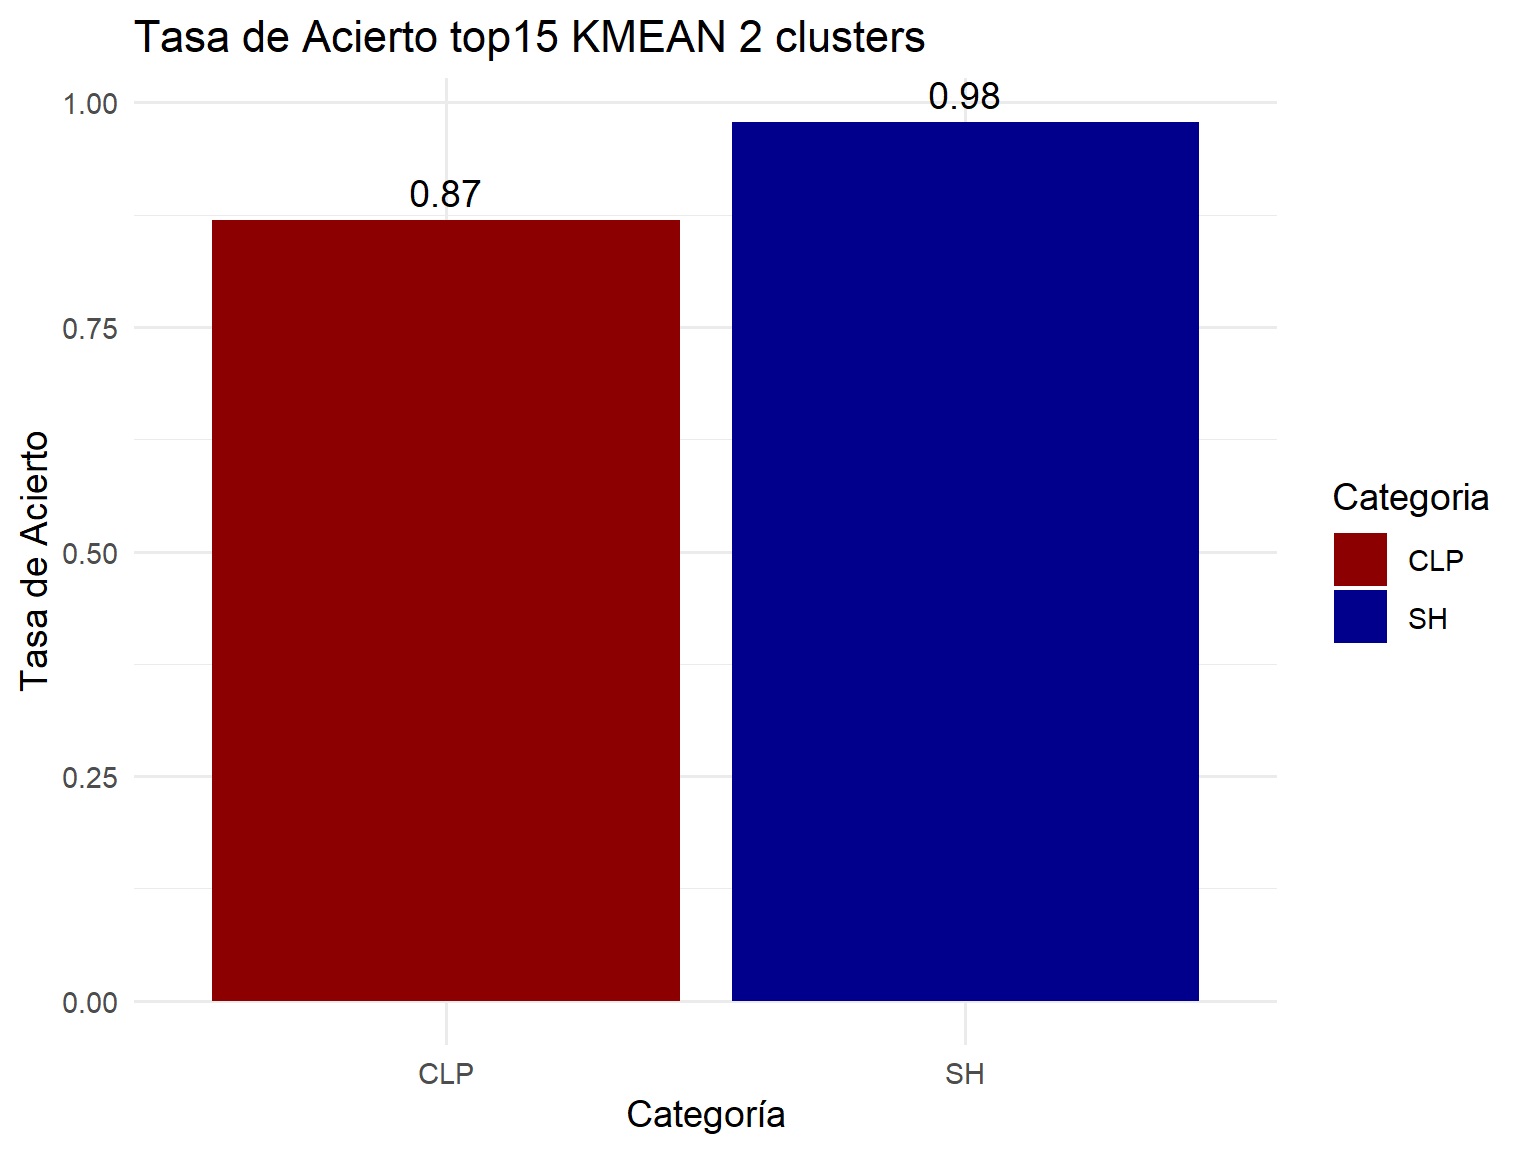 Tasa de Acierto top15 KMEAN 2 clusters
1.00
0.75
0.50
0.25
0.00
Tasa de Acierto
0.87
0.98
CLP
SH
Categoría
Categoria
CLP
SH